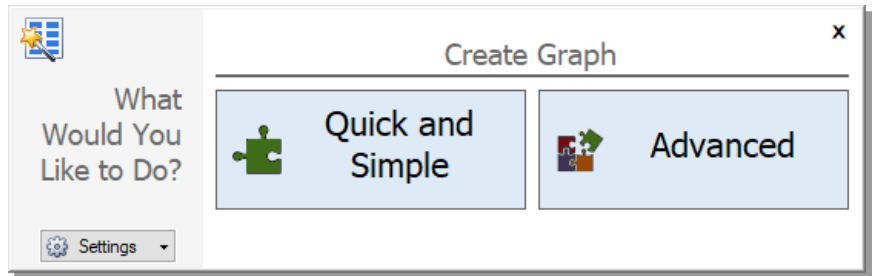 What
Would You
Like to Do?
Settings
Create Graph
x
Quick and
Simple
Advanced